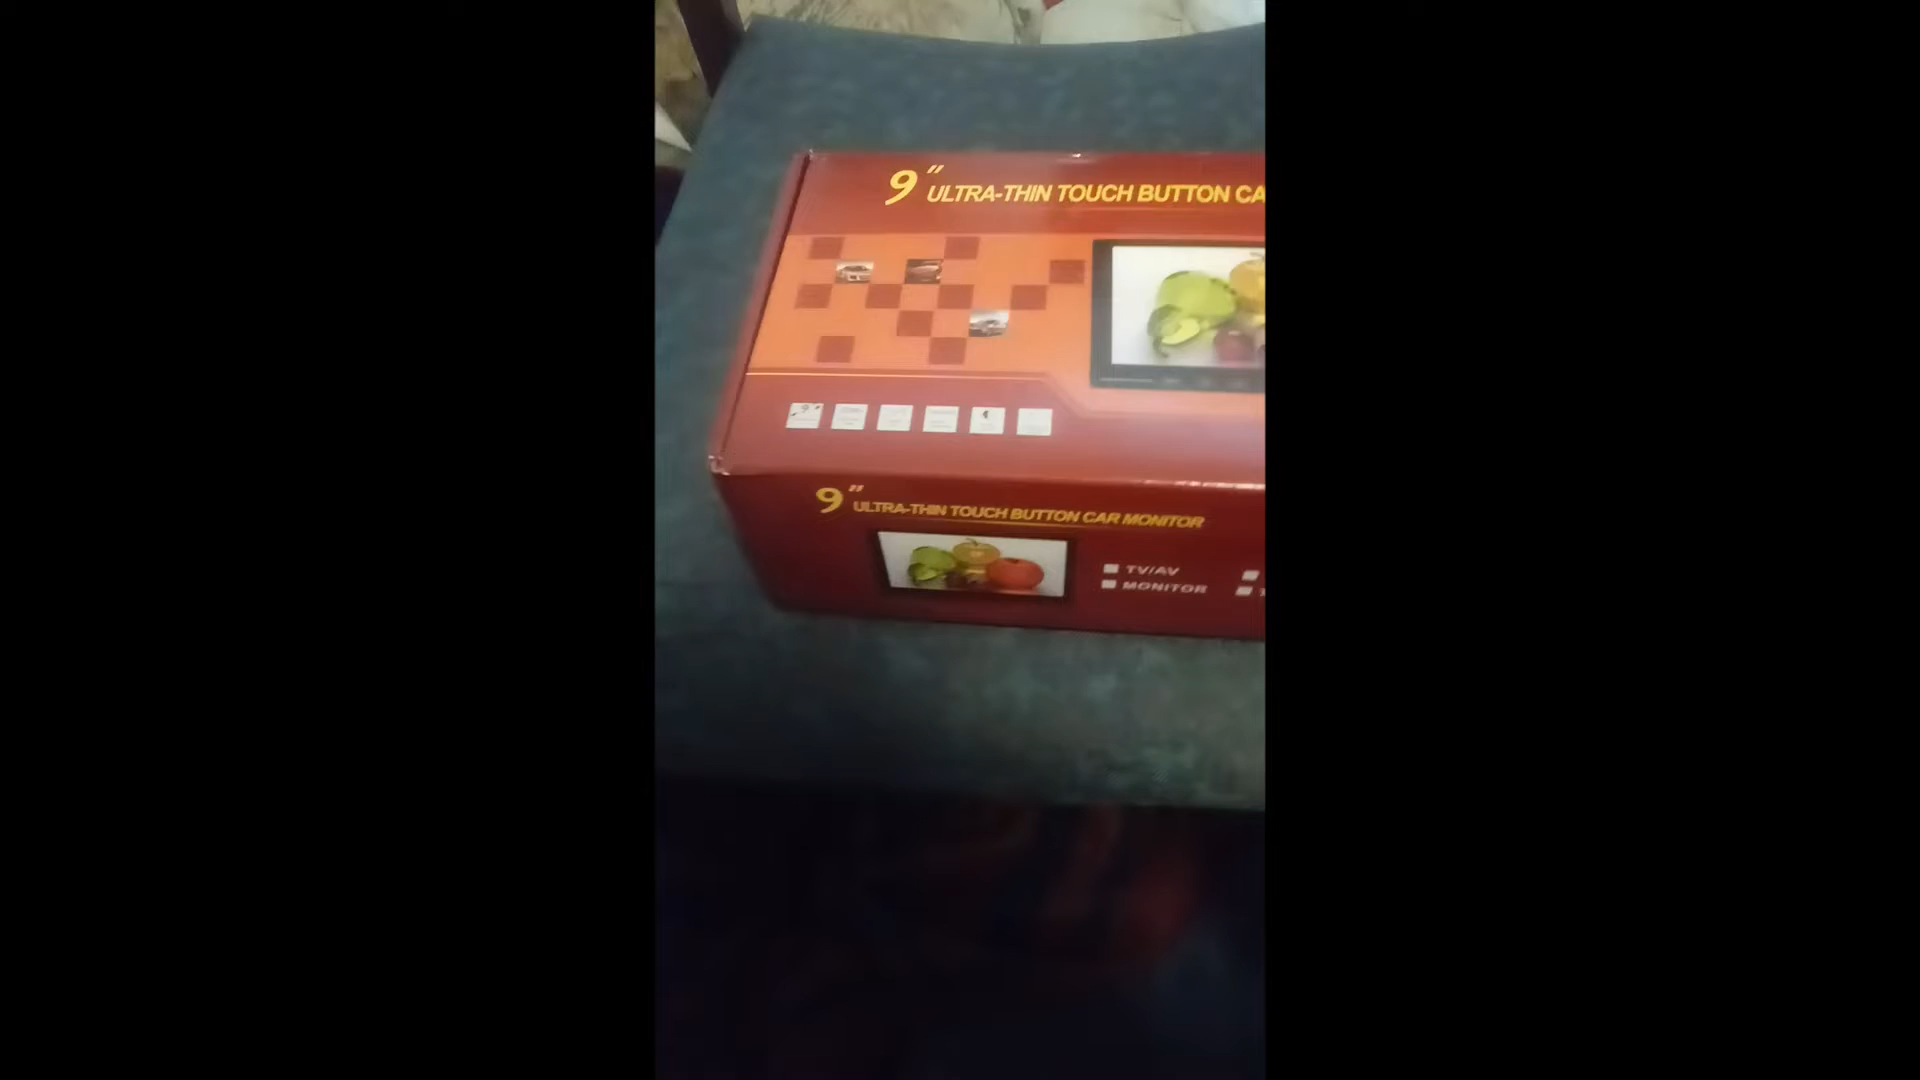 9" ULTRA-THIN TOUCH BUTTON CA
9" ULTRA-THIN TOUCH BUTTON CAR MONITOR
TV/AV
MONITOR